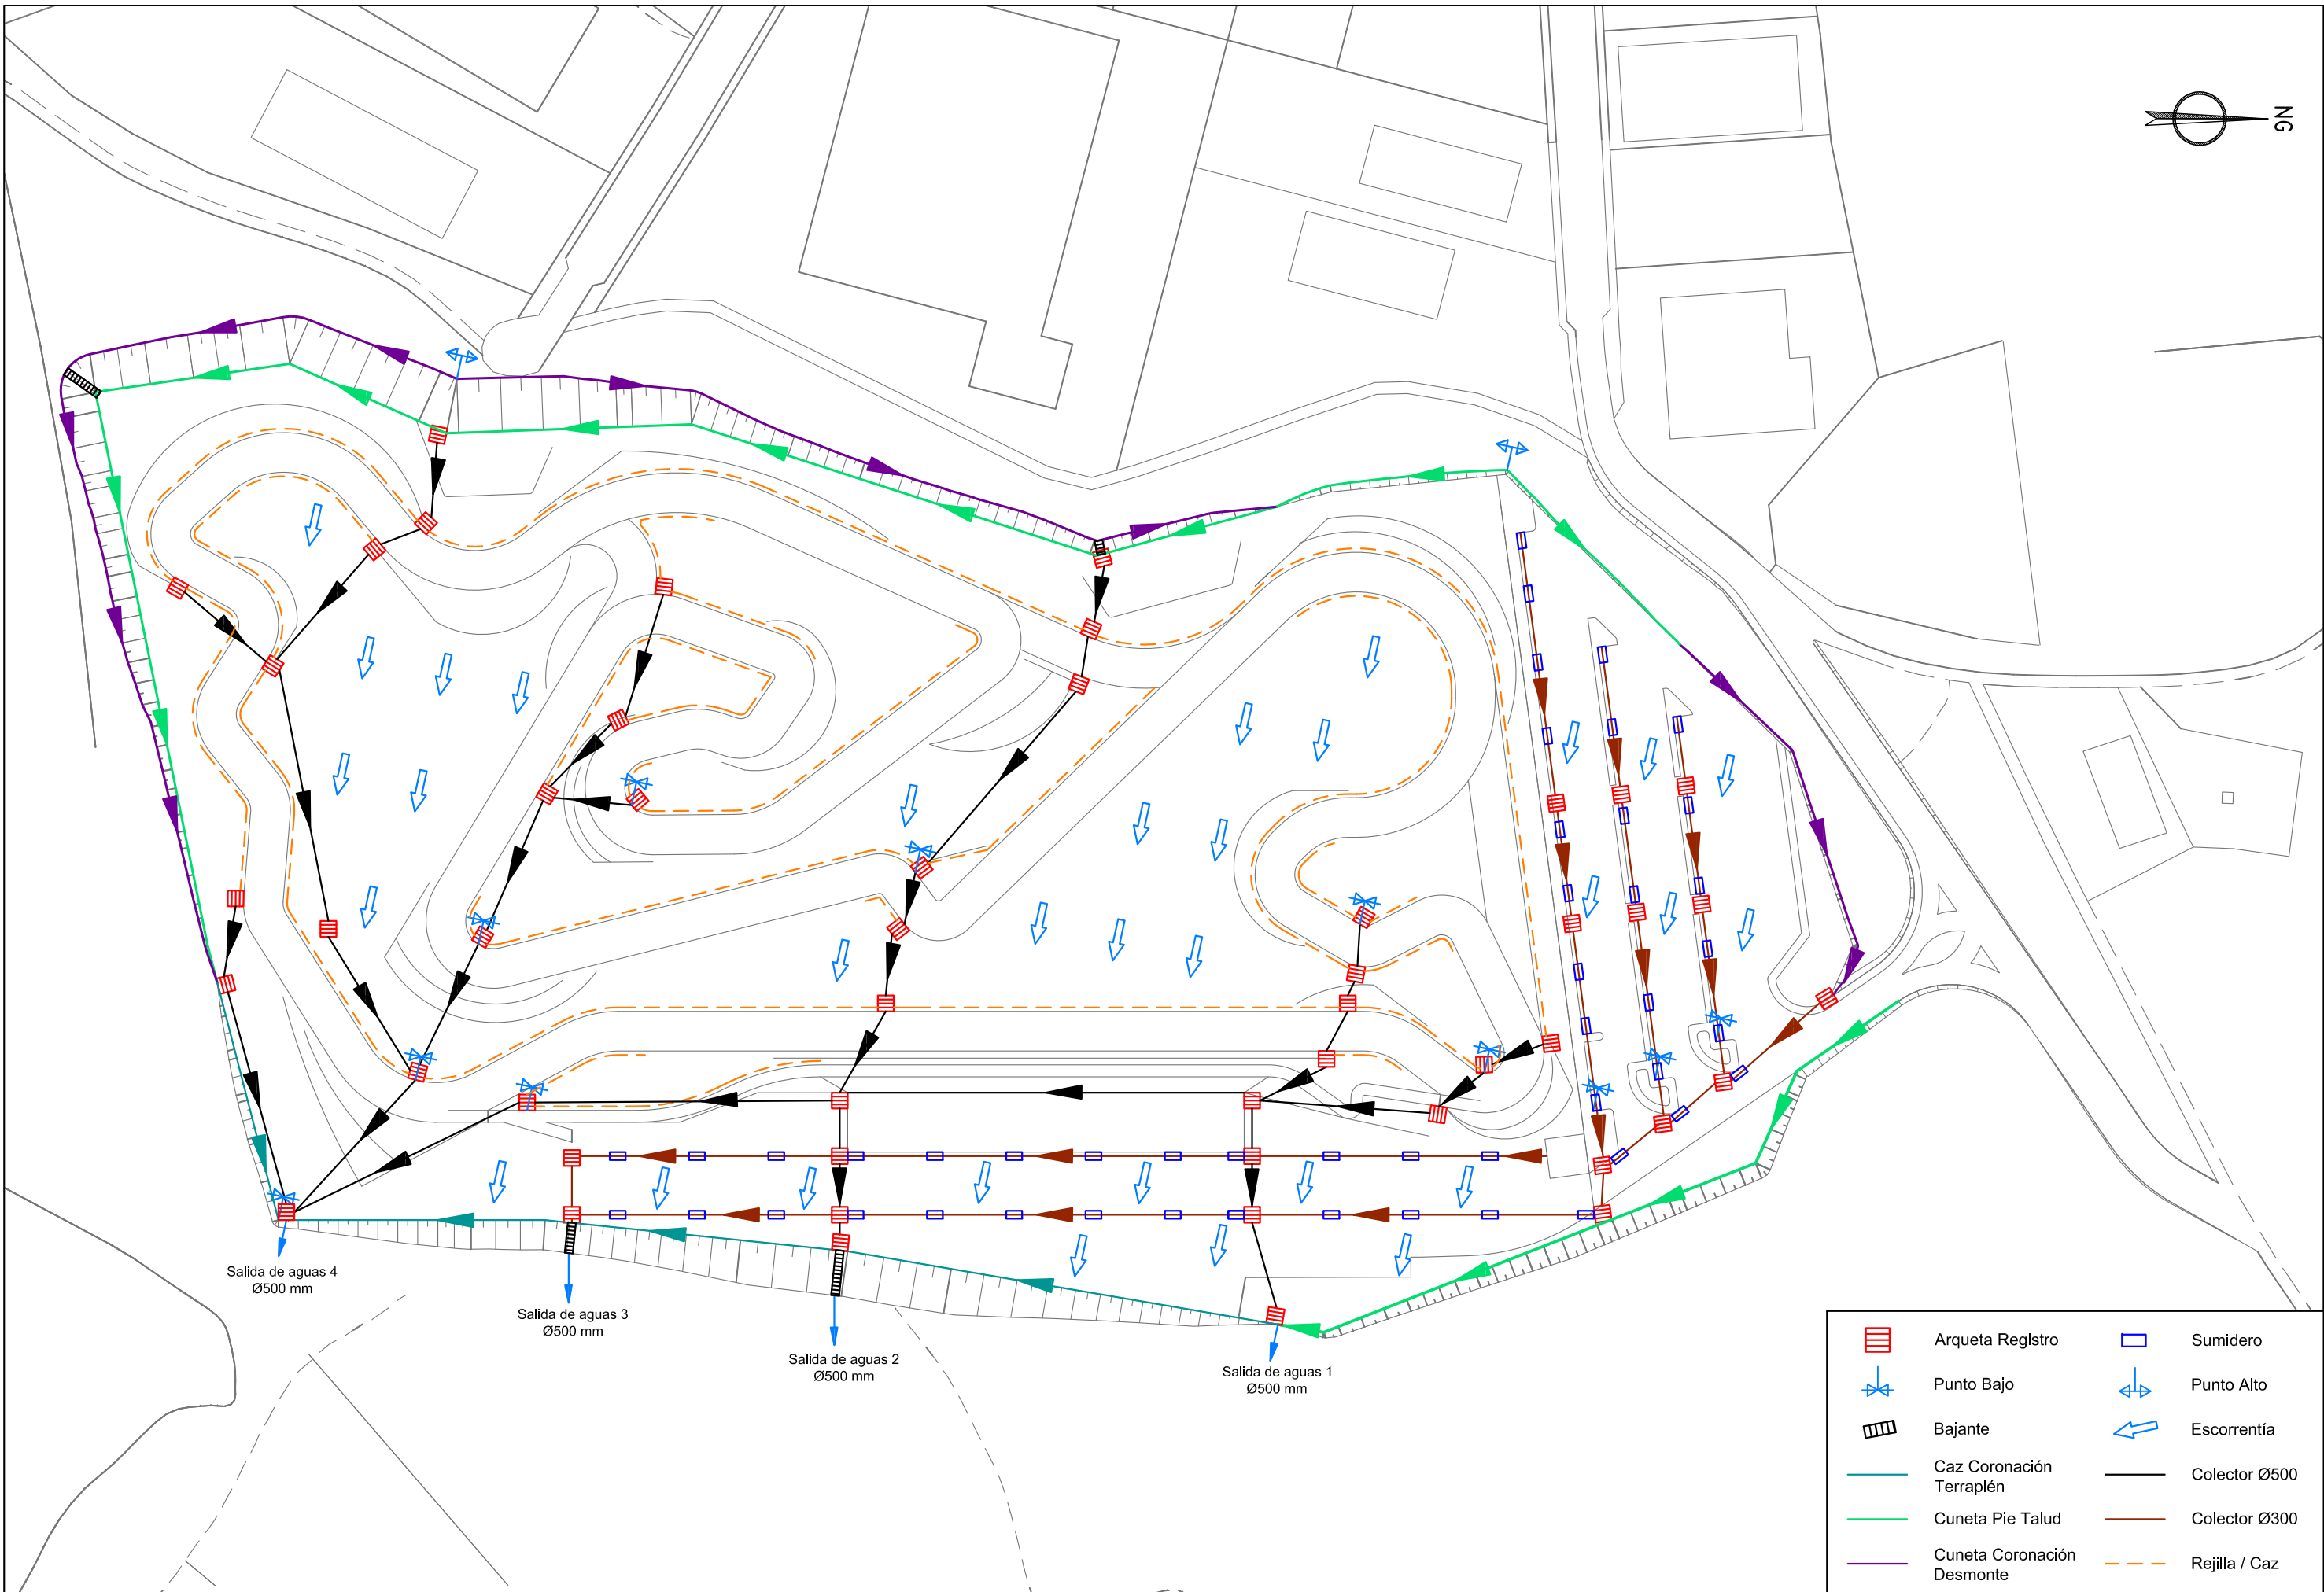 NG
Salida de aguas 4
Ø500 mm
Salida de aguas 3
Ø500 mm
Salida de aguas 2
Ø500 mm
Salida de aguas 1
Ø500 mm
Arqueta Registro
Sumidero
Punto Bajo
Punto Alto
Bajante
Escorrentía
Caz Coronación
Terraplén
Colector Ø500
Cuneta Pie Talud
Colector Ø300
Cuneta Coronación
Desmonte
Rejilla / Caz